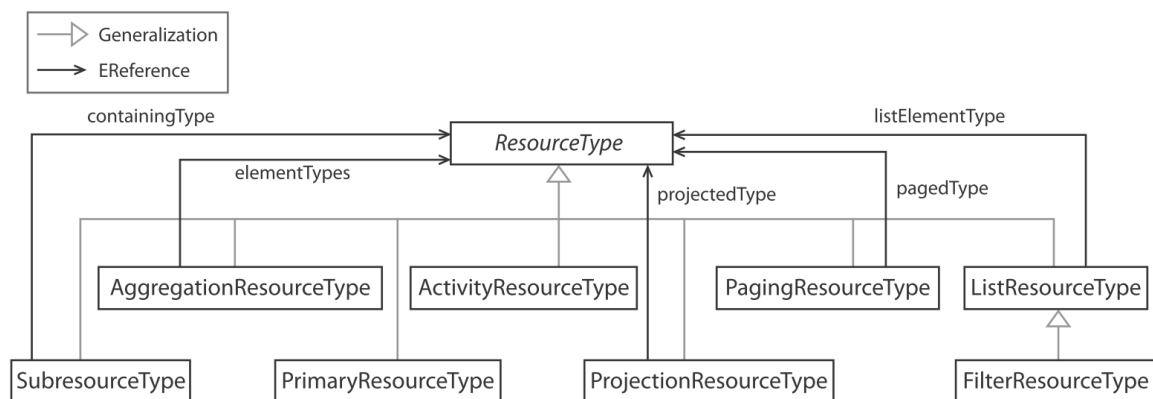 Generalization
EReference
containingType
listElementType
ResourceType
elementTypes
projectedType
pagedType
AggregationResourceType
ActivityResourceType
PagingResourceType
ListResourceType
SubresourceType
PrimaryResourceType
ProjectionResourceType
FilterResourceType